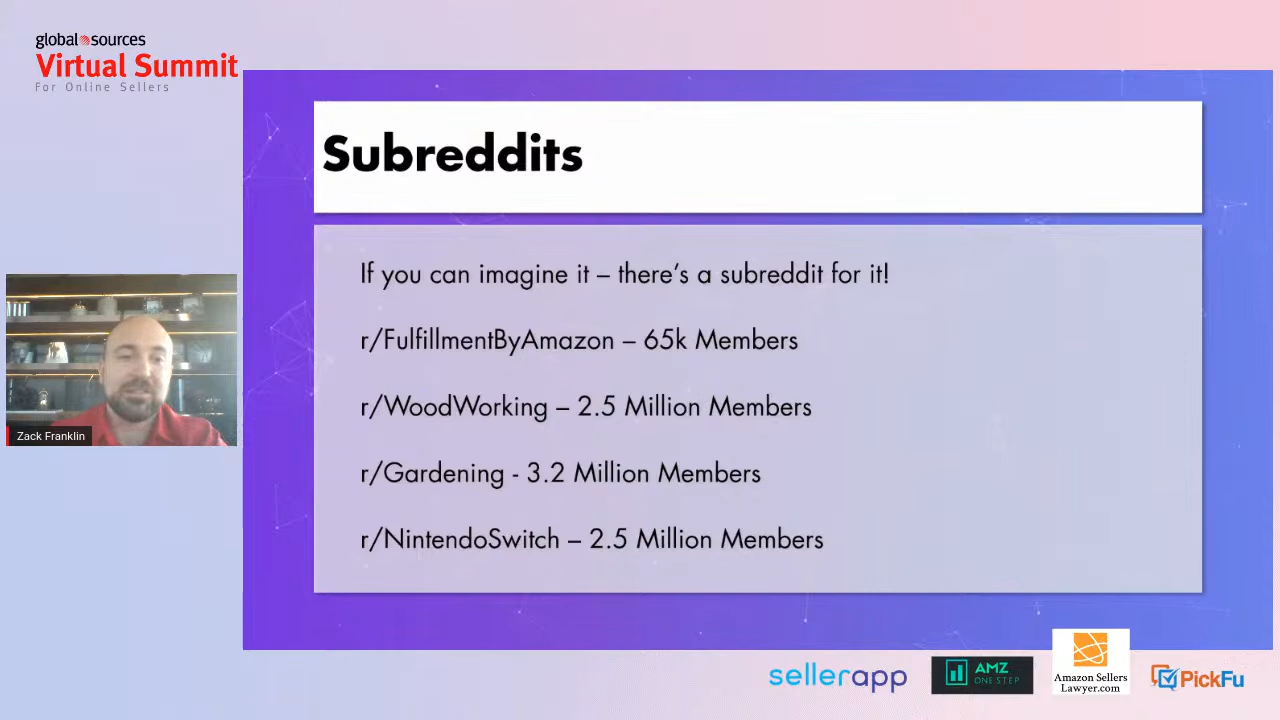 global sources
Virtual Summit
For Online Sellers
Subreddits
If you can imagine it – there's a subreddit for it!
r/FulfillmentByAmazon – 65k Members
r/WoodWorking – 2.5 Million Members
r/Gardening - 3.2 Million Members
r/NintendoSwitch – 2.5 Million Members
Zack Franklin
sellerapp
AMZ
ONE STEP
Amazon Sellers
Lawyer.com
PickFu